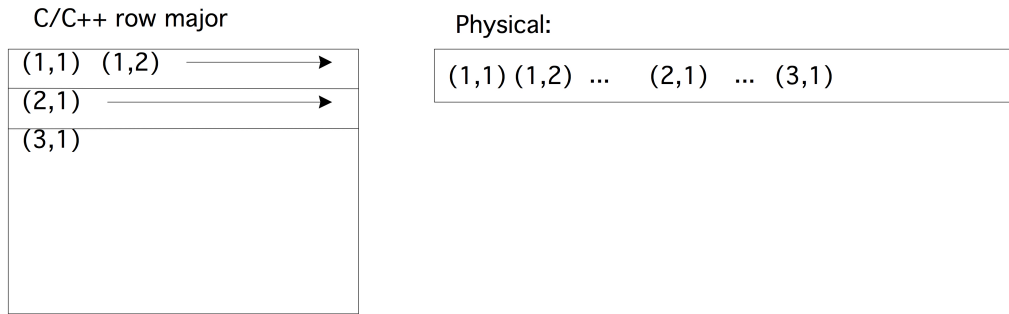 C/C++ row major
(1,1) (1,2)
(2,1)
(3,1)
Physical:
(1,1) (1,2) ... (2,1) ... (3,1)